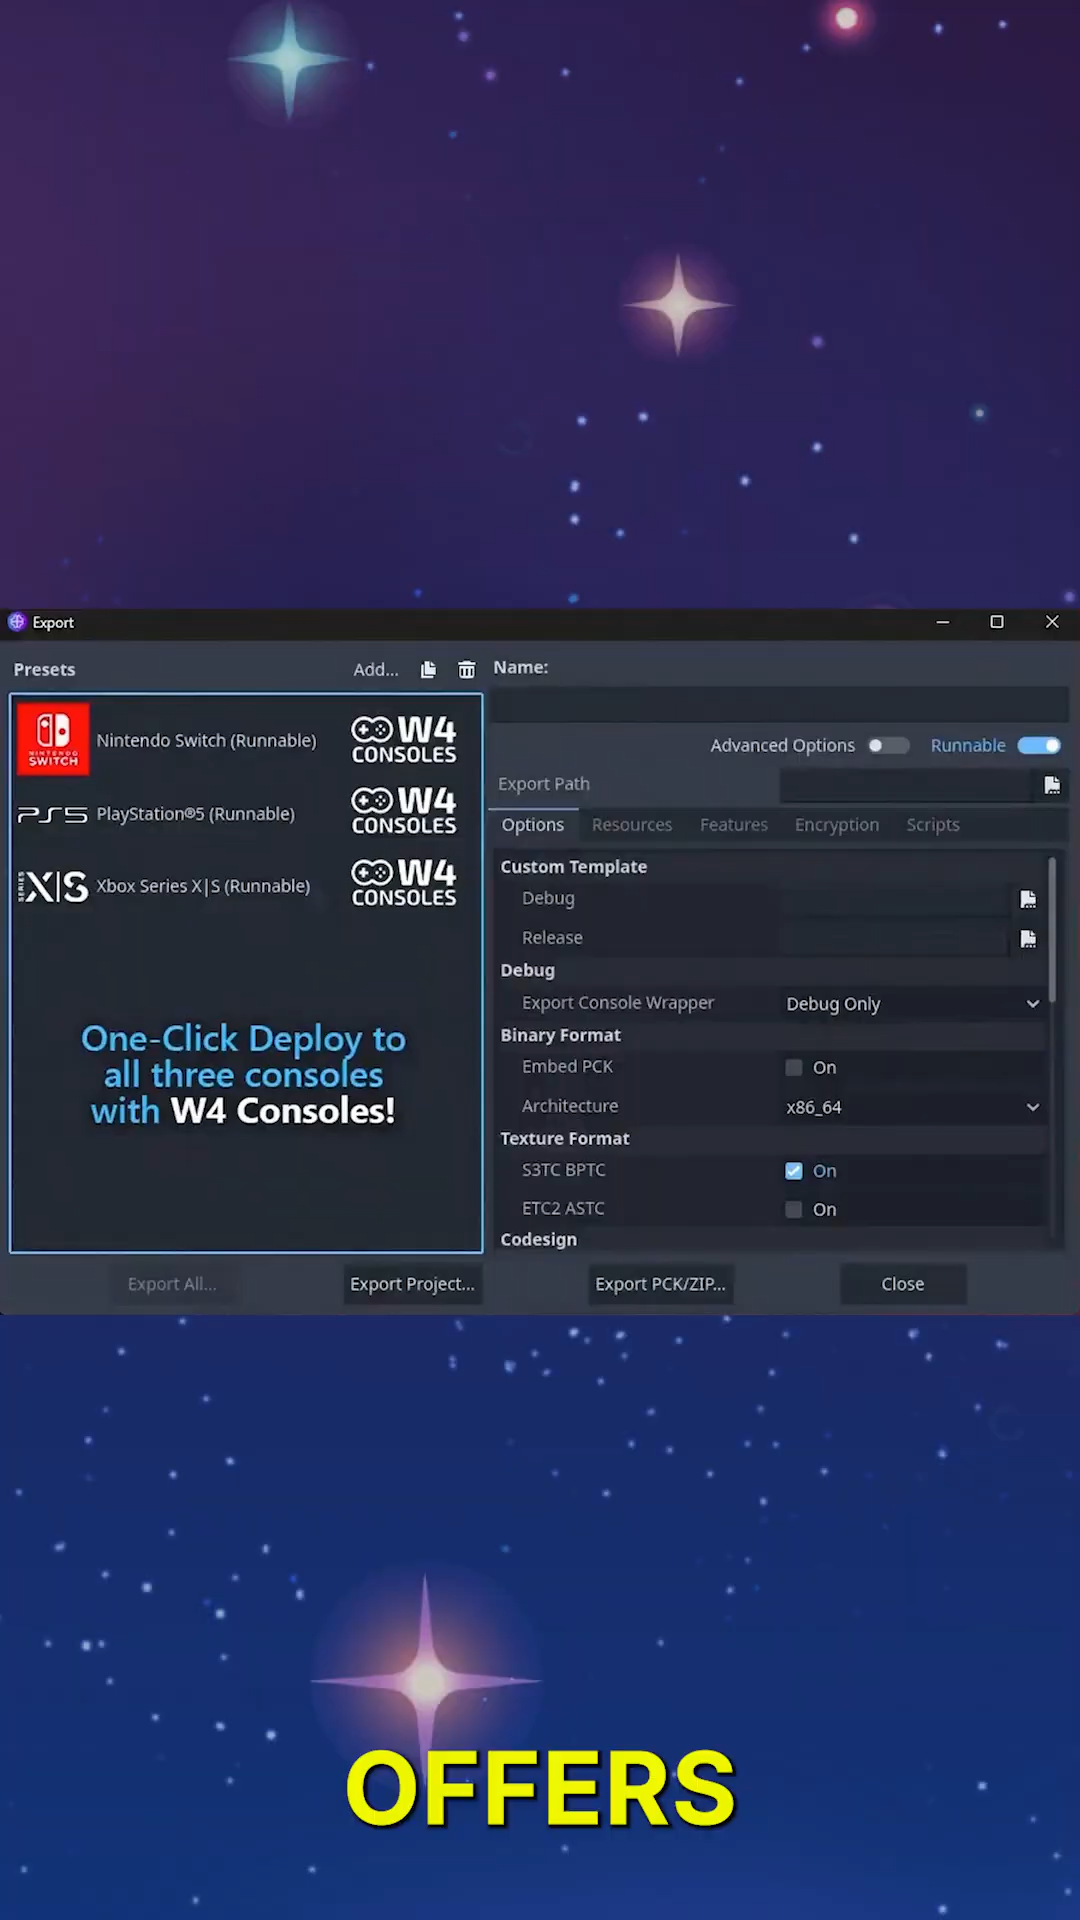 Export
Presets
Add...
Name:
NINTENDO
SWITCH
Nintendo Switch (Runnable)
W4
CONSOLES
PS5
PlayStation®5 (Runnable)
W4
CONSOLES
SERIES
X|S
Xbox Series X|S (Runnable)
W4
CONSOLES
One-Click Deploy to
all three consoles
with W4 Consoles!
Advanced Options
Runnable
Export Path
Options
Resources
Features
Encryption
Scripts
Custom Template
Debug
Release
Debug
Export Console Wrapper
Debug Only
Binary Format
Embed PCK
On
Architecture
x86_64
Texture Format
S3TC BPTC
On
ETC2 ASTC
On
Codesign
Export All...
Export Project...
Export PCK/ZIP...
Close
OFFERS